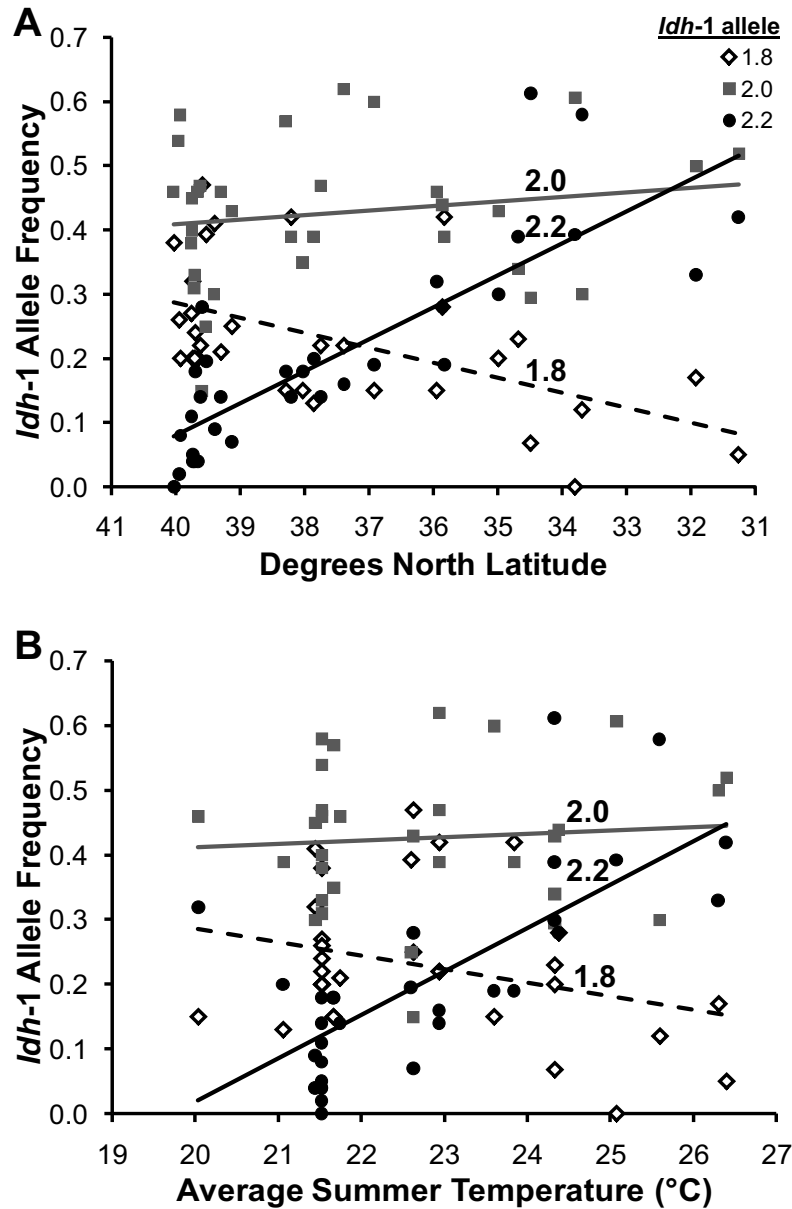 A
Idh-1 allele
1.8
2.0
2.2
Idh-1 Allele Frequency
0.7
0.6
0.5
0.4
0.3
0.2
0.1
0.0
2.0
2.2
1.8
41 40 39 38 37 36 35 34 33 32 31
Degrees North Latitude
B
Idh-1 Allele Frequency
0.7
0.6
0.5
0.4
0.3
0.2
0.1
0.0
2.0
2.2
1.8
19 20 21 22 23 24 25 26 27
Average Summer Temperature (°C)